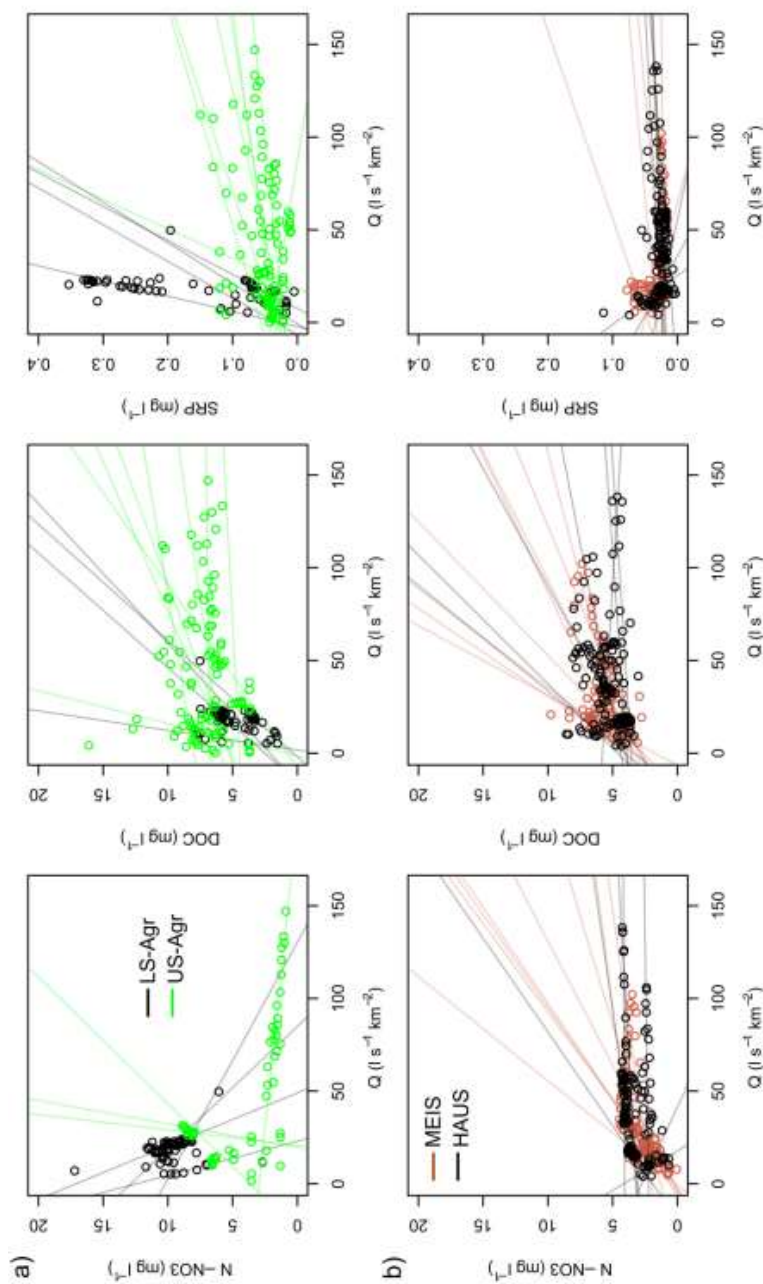 a)
N−NO3 (mg l⁻¹)
20
15
10
5
0
LS-Agr
US-Agr
0 50 100 150
Q (l s⁻¹ km⁻²)
DOC (mg l⁻¹)
20
15
10
5
0
0 50 100 150
Q (l s⁻¹ km⁻²)
SRP (mg l⁻¹)
0.4
0.3
0.2
0.1
0.0
0 50 100 150
Q (l s⁻¹ km⁻²)
b)
N−NO3 (mg l⁻¹)
20
15
10
5
0
MEIS
HAUS
0 50 100 150
Q (l s⁻¹ km⁻²)
DOC (mg l⁻¹)
20
15
10
5
0
0 50 100 150
Q (l s⁻¹ km⁻²)
SRP (mg l⁻¹)
0.4
0.3
0.2
0.1
0.0
0 50 100 150
Q (l s⁻¹ km⁻²)